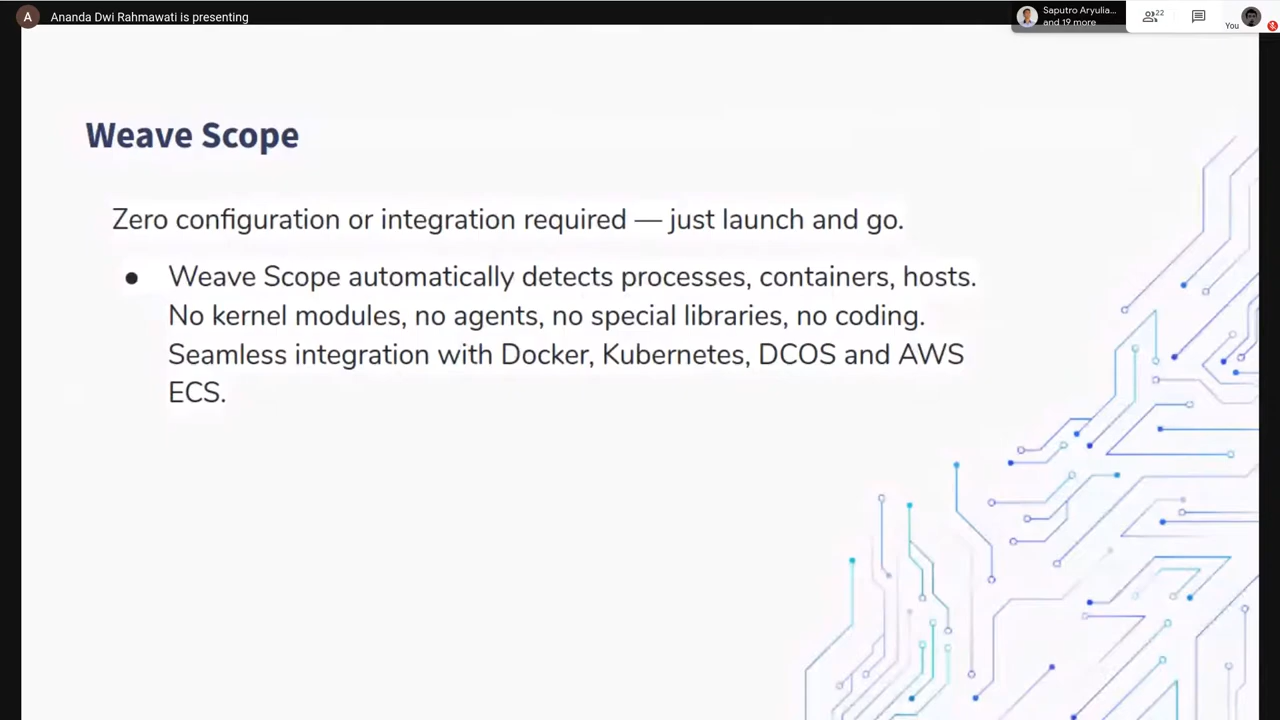 A
Ananda Dwi Rahmawati is presenting
Saputro Aryulia...
and 19 more
22
You
Weave Scope
Zero configuration or integration required — just launch and go.
● Weave Scope automatically detects processes, containers, hosts.
No kernel modules, no agents, no special libraries, no coding.
Seamless integration with Docker, Kubernetes, DCOS and AWS
ECS.